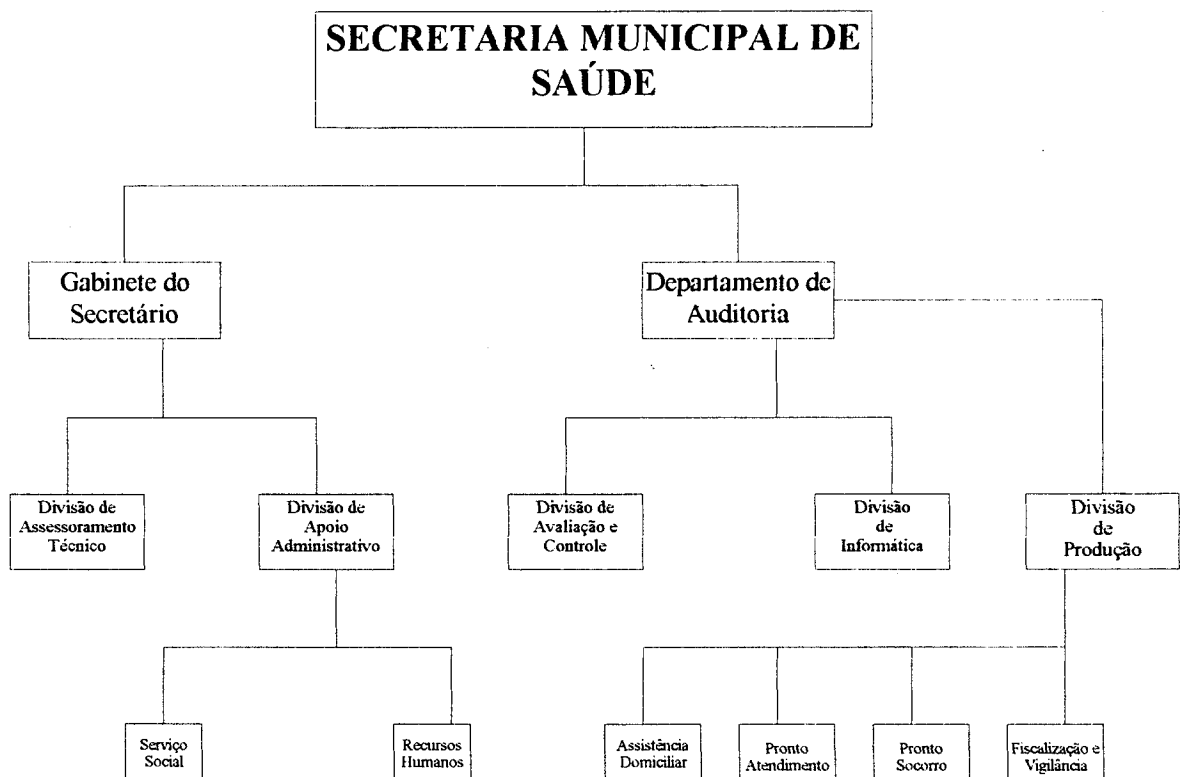 SECRETARIA MUNICIPAL DE
SAÚDE
Gabinete do
Secretário
Departamento de
Auditoria
Divisão de
Assessoramento
Técnico
Divisão de
Apoio
Administrativo
Divisão de
Avaliação e
Controle
Divisão
de
Informática
Divisão
de
Produção
Serviço
Social
Recursos
Humanos
Assistência
Domiciliar
Pronto
Atendimento
Pronto
Socorro
Fiscalização e
Vigilância